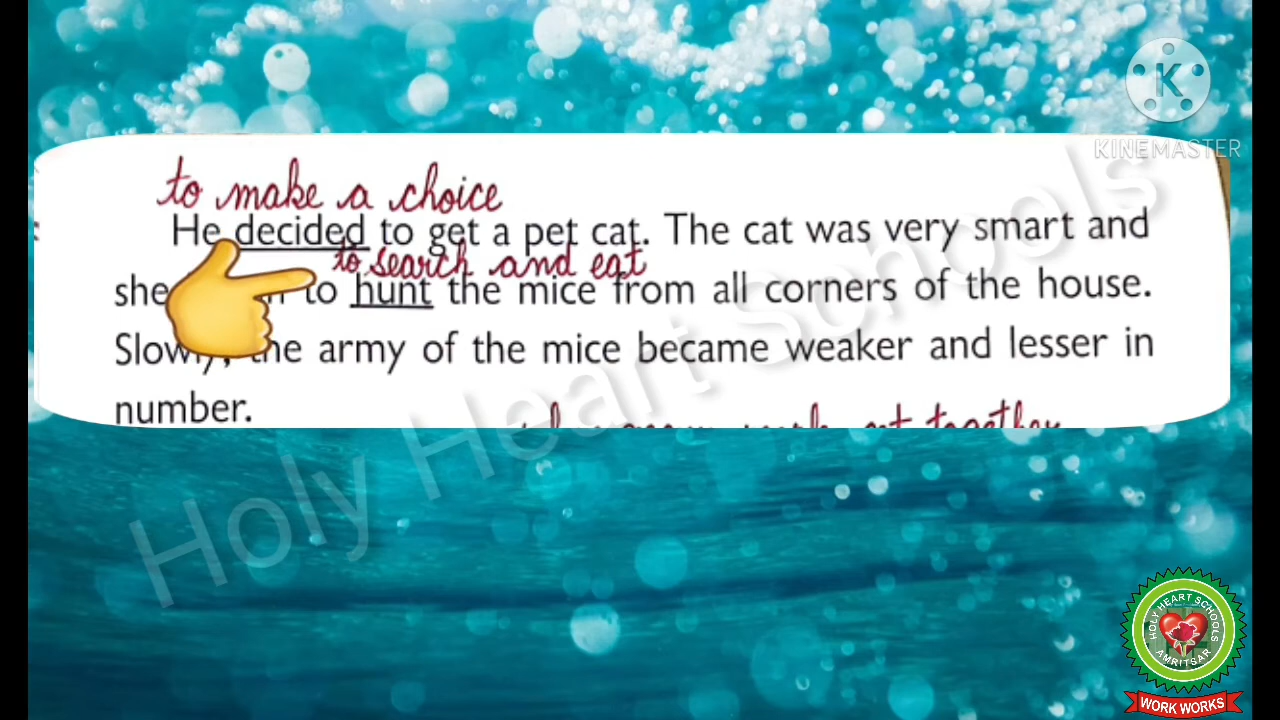 K
KINEMASTER
to make a choice
He decided to get a pet cat. The cat was very smart and
to search and eat
she to hunt the mice from all corners of the house.
Slowly, the army of the mice became weaker and lesser in
number.
together
Holy Heart Schools
HOLY HEART SCHOOLS
AMRITSAR
WORK WORKS